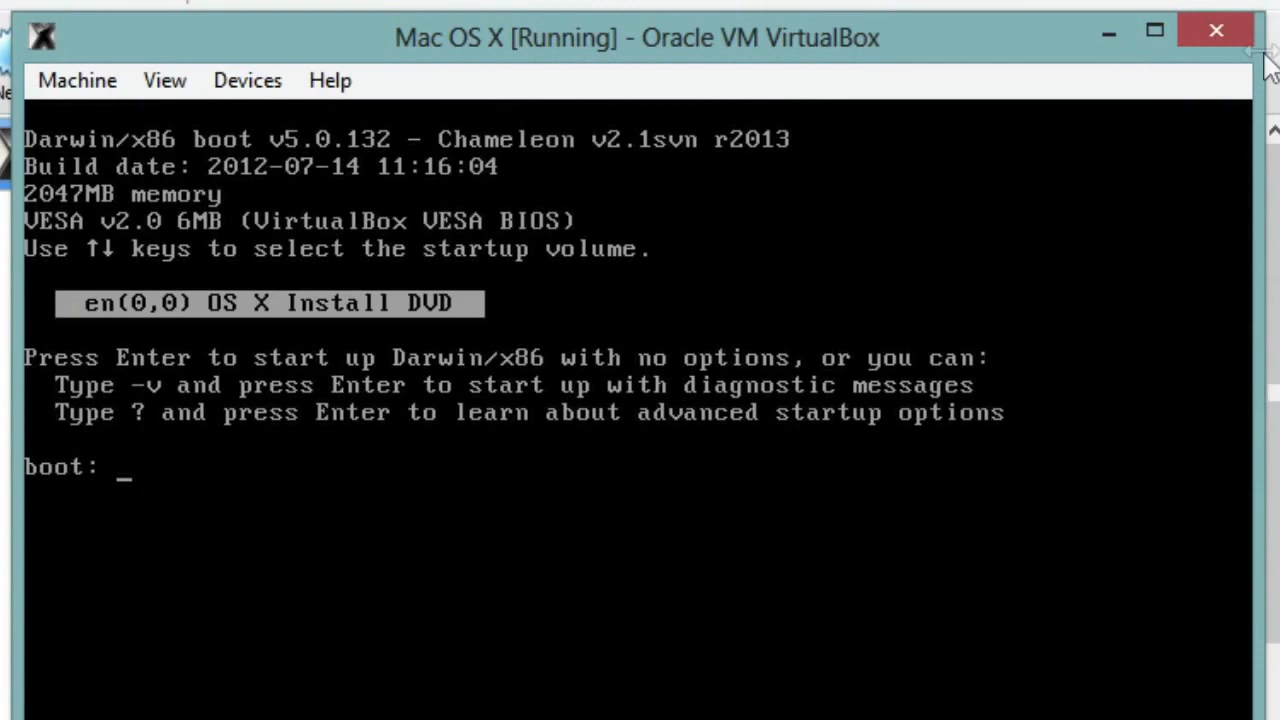 Mac OS X [Running] - Oracle VM VirtualBox
Machine View Devices Help
Darwin/x86 boot v5.0.132 - Chameleon v2.1svn r2013
Build date: 2012-07-14 11:16:04
2047MB memory
VESA v2.0 6MB (VirtualBox VESA BIOS)
Use ↑↓ keys to select the startup volume.
en(0,0) OS X Install DVD
Press Enter to start up Darwin/x86 with no options, or you can:
Type -v and press Enter to start up with diagnostic messages
Type ? and press Enter to learn about advanced startup options
boot: _